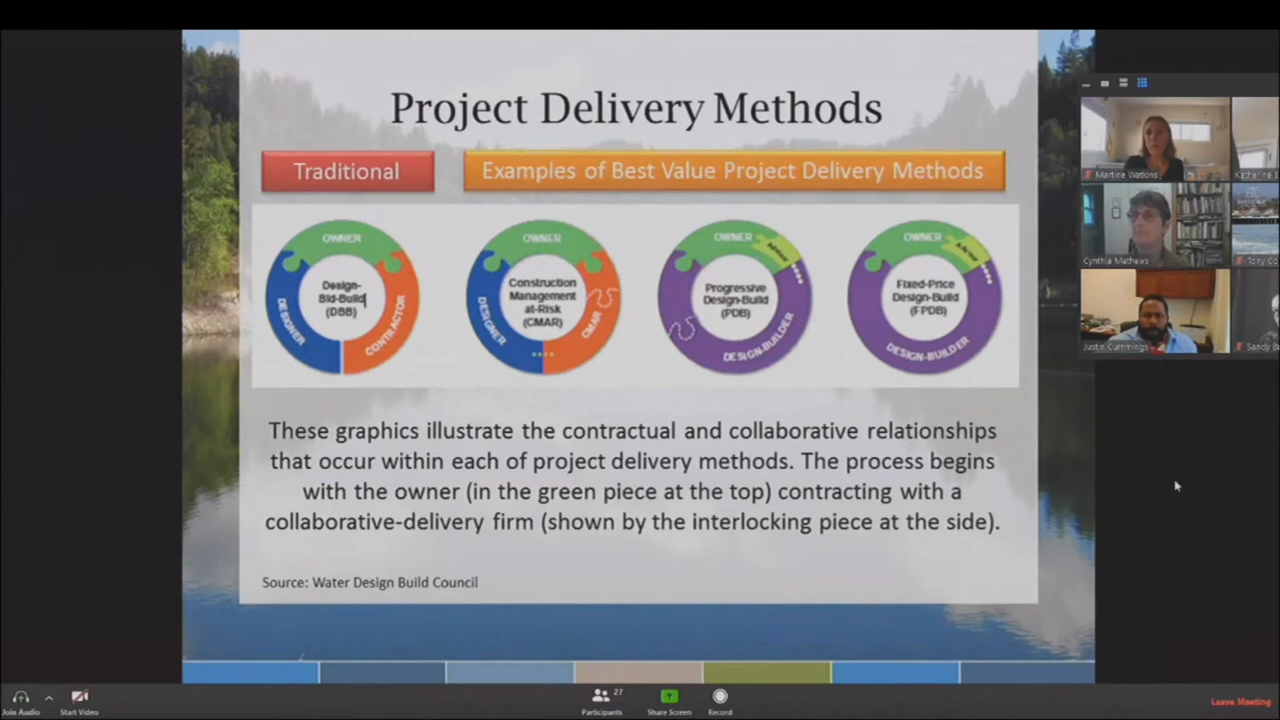 Project Delivery Methods
Traditional
Examples of Best Value Project Delivery Methods
OWNER
DESIGNER
CONTRACTOR
Design-
Bid-Build
(DBB)
OWNER
DESIGNER
CMAR
Construction
Management
at-Risk
(CMAR)
OWNER
Advisor
DESIGN-BUILDER
Progressive
Design-Build
(PDB)
OWNER
Advisor
DESIGN-BUILDER
Fixed-Price
Design-Build
(FPDB)
These graphics illustrate the contractual and collaborative relationships
that occur within each of project delivery methods. The process begins
with the owner (in the green piece at the top) contracting with a
collaborative-delivery firm (shown by the interlocking piece at the side).
Source: Water Design Build Council
Martine Watkins
Cynthia Mathews
Justin Cummings
Sandy
Join Audio
Start Video
27
Participants
Share Screen
Record
Leave Meeting